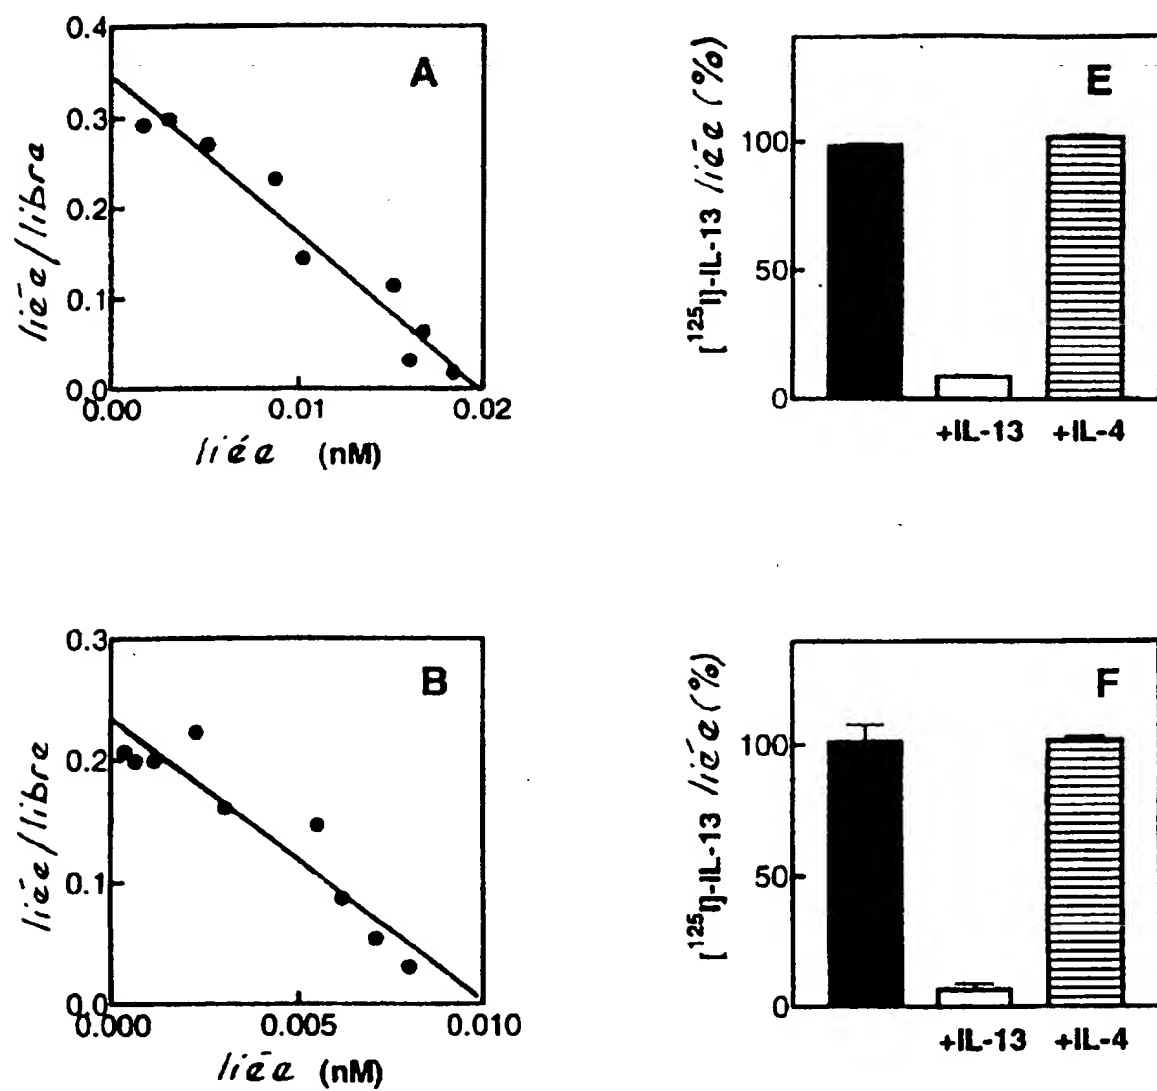 A
0.4
0.3
0.2
0.1
0.0
liée/libre
0.00 0.01 0.02
liée (nM)
E
[125I]-IL-13 liée (%)
100
50
0
+IL-13 +IL-4
B
0.3
0.2
0.1
0.0
liée/libre
0.000 0.005 0.010
liée (nM)
F
[125I]-IL-13 liée (%)
100
50
0
+IL-13 +IL-4